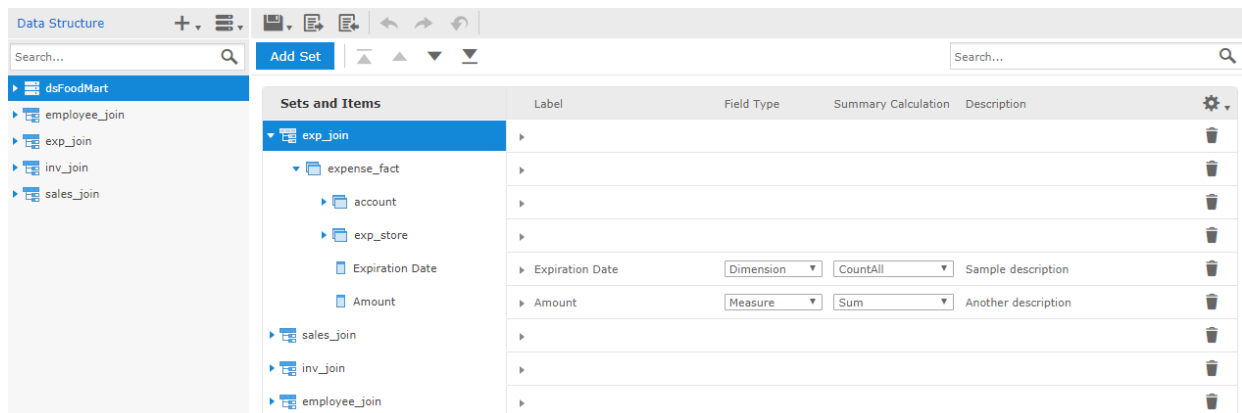 Data Structure
Search...
Add Set
Search...
dsFoodMart
employee_join
exp_join
inv_join
sales_join
Sets and Items Label Field Type Summary Calculation Description
exp_join
expense_fact
account
exp_store
Expiration Date Expiration Date Dimension CountAll Sample description
Amount Amount Measure Sum Another description
sales_join
inv_join
employee_join